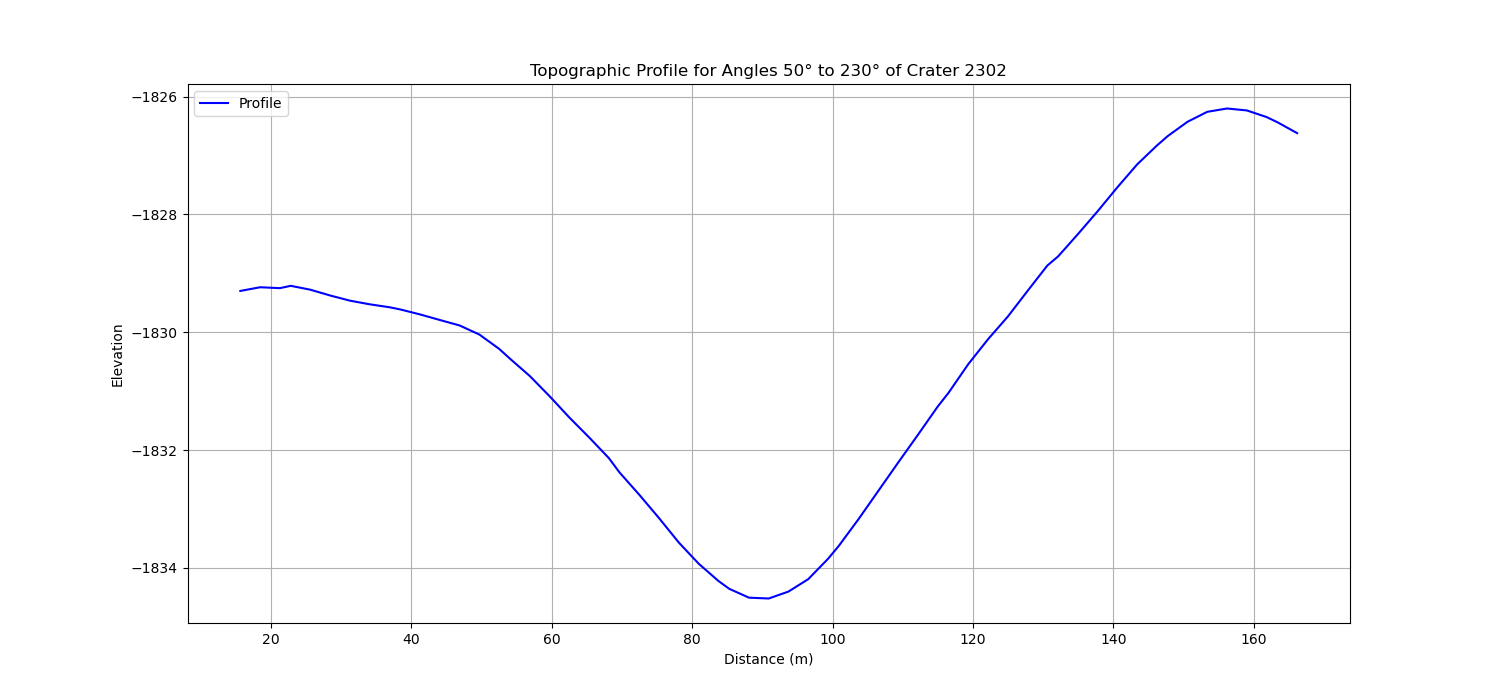 Topographic Profile for Angles 50° to 230° of Crater 2302
Profile
−1826
−1828
−1830
−1832
−1834
Elevation
20 40 60 80 100 120 140 160
Distance (m)